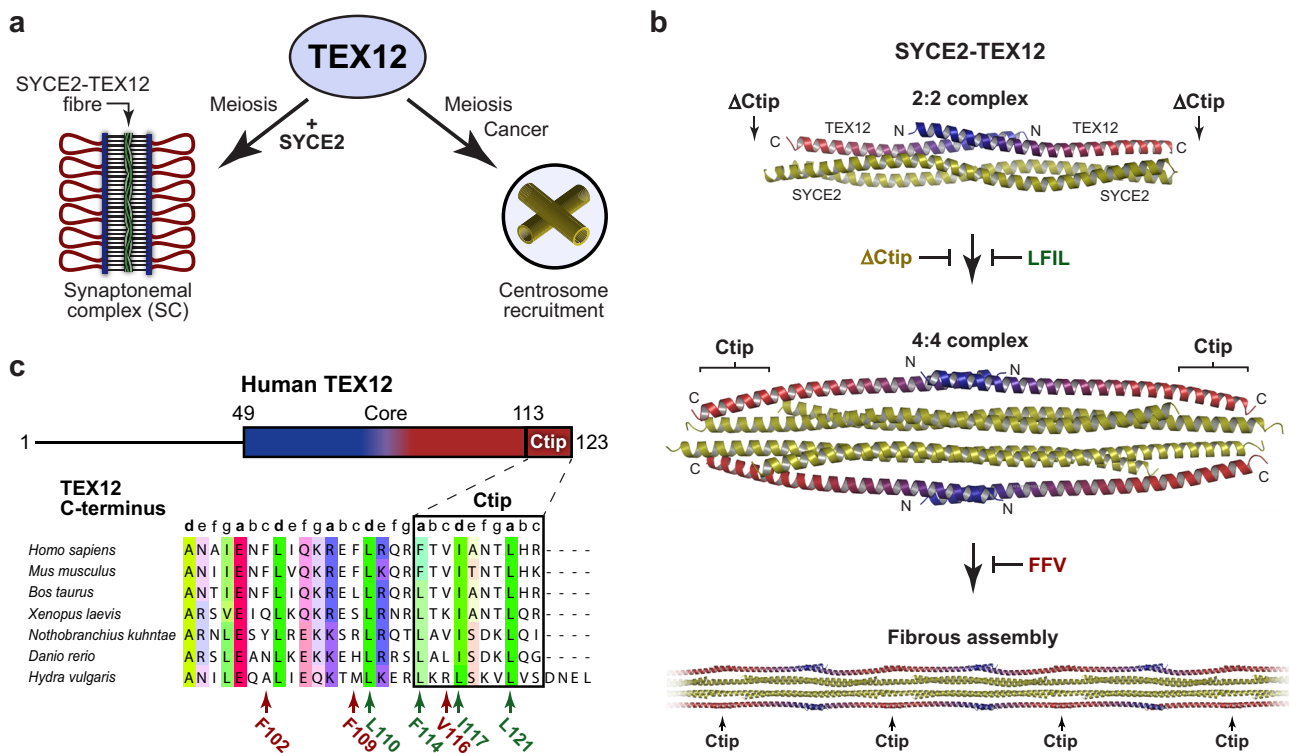 a
TEX12
SYCE2-TEX12
fibre
Meiosis
+
SYCE2
Meiosis
Cancer
Synaptonemal
complex (SC)
Centrosome
recruitment
b
SYCE2-TEX12
2:2 complex
ΔCtip
ΔCtip
C
TEX12
N
N
TEX12
C
SYCE2
SYCE2
ΔCtip
LFIL
4:4 complex
Ctip
Ctip
N
N
C
C
C
C
N
N
FFV
Fibrous assembly
Ctip
Ctip
Ctip
Ctip
c
Human TEX12
49
Core
113
1
Ctip
123
TEX12
C-terminus
Ctip
d e f g a b c d e f g a b c d e f g a b c d e f g a b c
Homo sapiens A N A I E N F L I Q K R E F L R Q R F T V I A N T L H R - - - -
Mus musculus A N I I E N F L V Q K R E F L K Q R F T V I T N T L H K - - - -
Bos taurus A N I I E N F L I Q K R E L L R Q R L T V I A N T L H R - - - -
Xenopus laevis A R S V E I Q L K Q K R E S L R N R L T K I A N T L Q R - - - -
Nothobranchius kuhntae A R N L E S Y L R E K K S R L R Q T L A V I S D K L Q I - - - -
Danio rerio A R S L E A N L K E K K E H L R R S L A L I S D K L Q G - - - -
Hydra vulgaris A N I L E Q A L I E Q K T M L K E R L K R L S K V L V S D N E L
F102
F109
L110
F114
V116
I117
L121